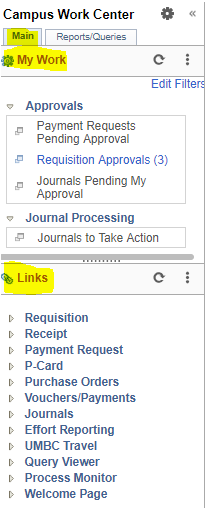 Campus Work Center «
Main Reports/Queries
My Work
Edit Filters
Approvals
Payment Requests
Pending Approval
Requisition Approvals (3)
Journals Pending My
Approval
Journal Processing
Journals to Take Action
Links
Requisition
Receipt
Payment Request
P-Card
Purchase Orders
Vouchers/Payments
Journals
Effort Reporting
UMBC Travel
Query Viewer
Process Monitor
Welcome Page